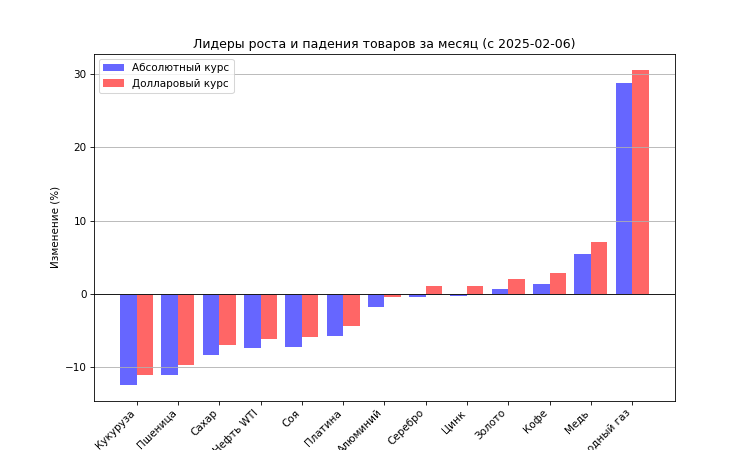 Лидеры роста и падения товаров за месяц (с 2025-02-06)
Абсолютный курс
Долларовый курс
Изменение (%)
30
20
10
0
−10
Кукуруза
Пшеница
Сахар
Нефть WTI
Соя
Платина
Алюминий
Серебро
Цинк
Золото
Кофе
Медь
газ